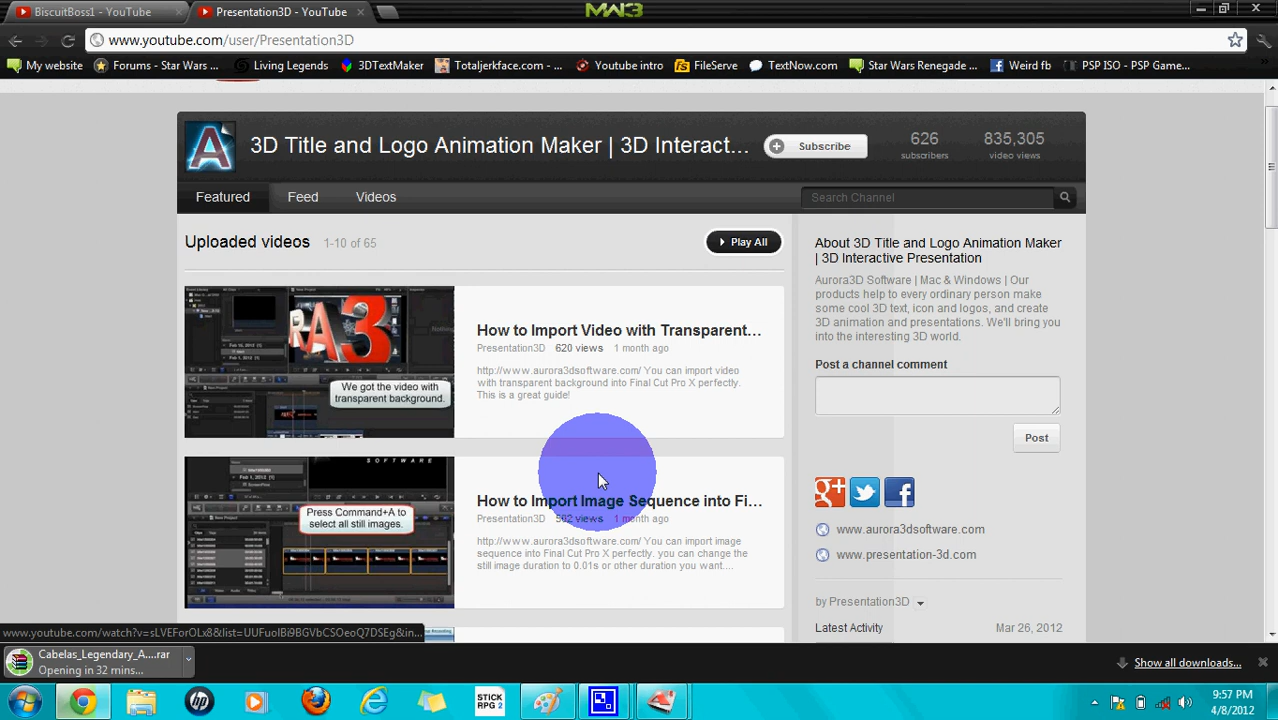 BiscuitBoss1 - YouTube
Presentation3D - YouTube
MW3
www.youtube.com/user/Presentation3D
My website
Forums - Star Wars ...
Living Legends
3DTextMaker
Totaljerkface.com - ...
Youtube intro
FileServe
TextNow.com
Star Wars Renegade ...
Weird fb
PSP ISO - PSP Game...
3D Title and Logo Animation Maker | 3D Interact...
Subscribe
626
subscribers
835,305
video views
Featured
Feed
Videos
Search Channel
Uploaded videos 1-10 of 65
Play All
We got the video with
transparent background.
How to Import Video with Transparent...
Presentation3D 620 views 1 month ago
http://www.aurora3dsoftware.com/ You can import video
with transparent background into Final Cut Pro X perfectly.
This is a great guide!
SOFTWARE
Press Command+A to
select all still images.
How to Import Image Sequence into Fi...
Presentation3D 502 views 1 month ago
http://www.aurora3dsoftware.com/ You can import image
sequence into Final Cut Pro X perfectly, you can change the
still image duration to 0.01s or other duration you want....
About 3D Title and Logo Animation Maker
| 3D Interactive Presentation
Aurora3D Software | Mac & Windows | Our
products help to every ordinary person make
some cool 3D text, icon and logos, and create
3D animation and presentations. We'll bring you
into the interesting 3D world.
Post a channel comment
Post
www.aurora3dsoftware.com
www.presentation-3d.com
by Presentation3D
Latest Activity Mar 26, 2012
www.youtube.com/watch?v=sLVEForOLx8&list=UUFuolBi9BGVbCSOeoQ7DSEg&in...
Cabelas_Legendary_A....rar
Opening in 32 mins...
Show all downloads...
STICK
RPG 2
9:57 PM
4/8/2012